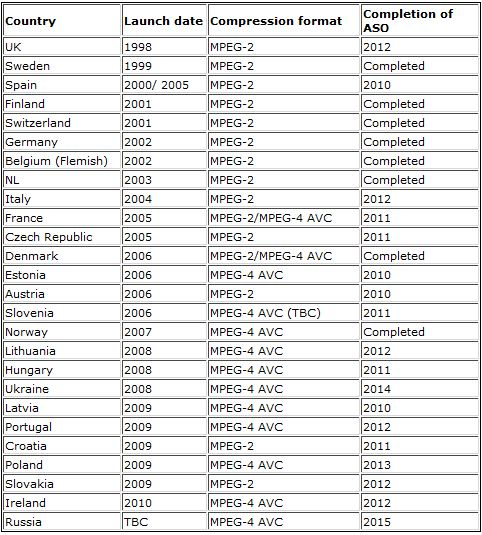 Country Launch date Compression format Completion of ASO
UK 1998 MPEG-2 2012
Sweden 1999 MPEG-2 Completed
Spain 2000/ 2005 MPEG-2 2010
Finland 2001 MPEG-2 Completed
Switzerland 2001 MPEG-2 Completed
Germany 2002 MPEG-2 Completed
Belgium (Flemish) 2002 MPEG-2 Completed
NL 2003 MPEG-2 Completed
Italy 2004 MPEG-2 2012
France 2005 MPEG-2/MPEG-4 AVC 2011
Czech Republic 2005 MPEG-2 2011
Denmark 2006 MPEG-2/MPEG-4 AVC Completed
Estonia 2006 MPEG-4 AVC 2010
Austria 2006 MPEG-2 2010
Slovenia 2006 MPEG-4 AVC (TBC) 2011
Norway 2007 MPEG-4 AVC Completed
Lithuania 2008 MPEG-4 AVC 2012
Hungary 2008 MPEG-4 AVC 2011
Ukraine 2008 MPEG-4 AVC 2014
Latvia 2009 MPEG-4 AVC 2010
Portugal 2009 MPEG-4 AVC 2012
Croatia 2009 MPEG-2 2011
Poland 2009 MPEG-4 AVC 2013
Slovakia 2009 MPEG-2 2012
Ireland 2010 MPEG-4 AVC 2012
Russia TBC MPEG-4 AVC 2015